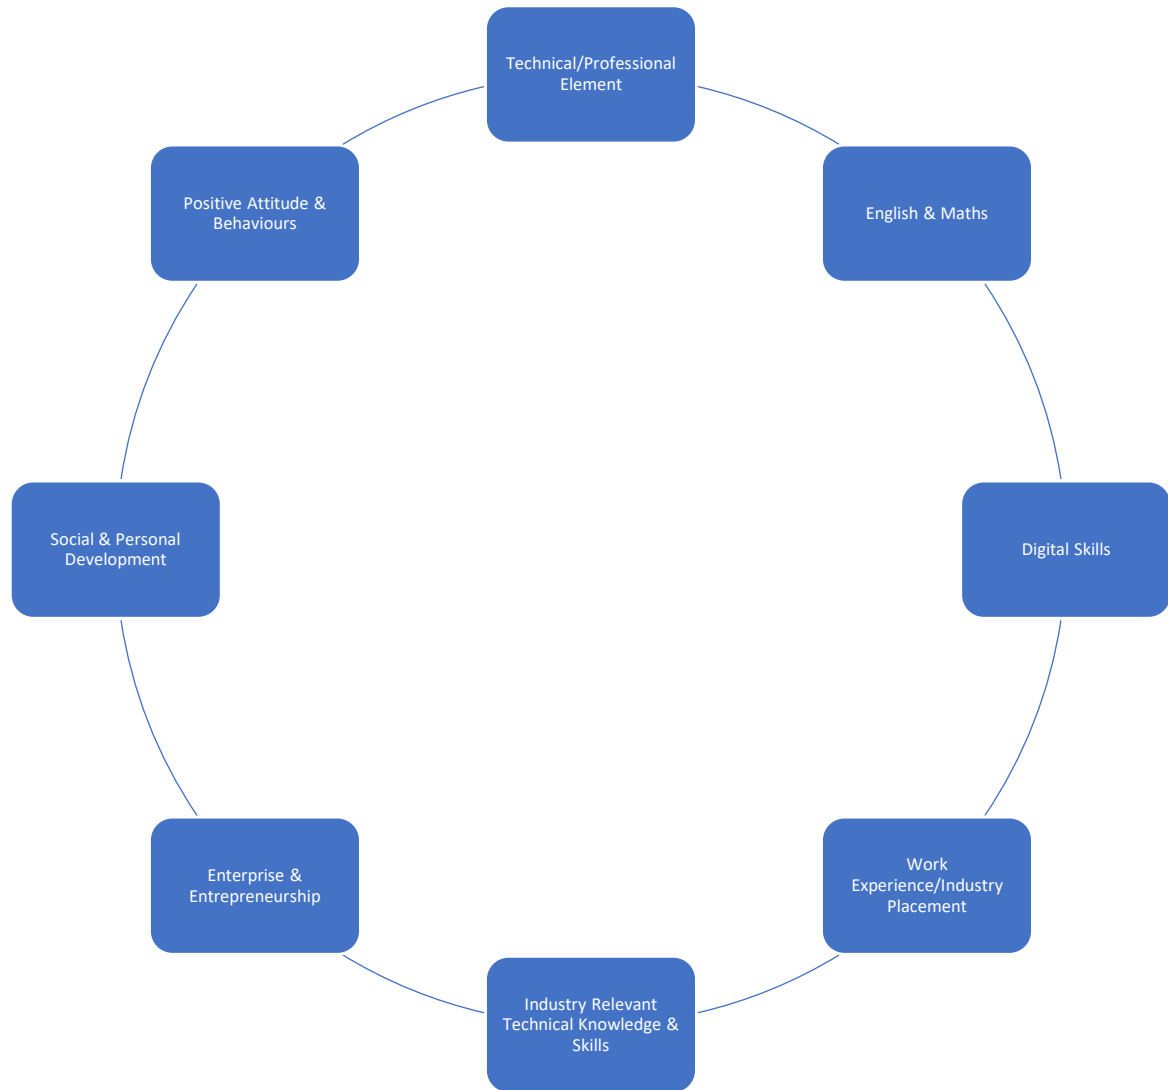 Technical/Professional
Element
English & Maths
Digital Skills
Work
Experience/Industry
Placement
Industry Relevant
Technical Knowledge &
Skills
Enterprise &
Entrepreneurship
Social & Personal
Development
Positive Attitude &
Behaviours